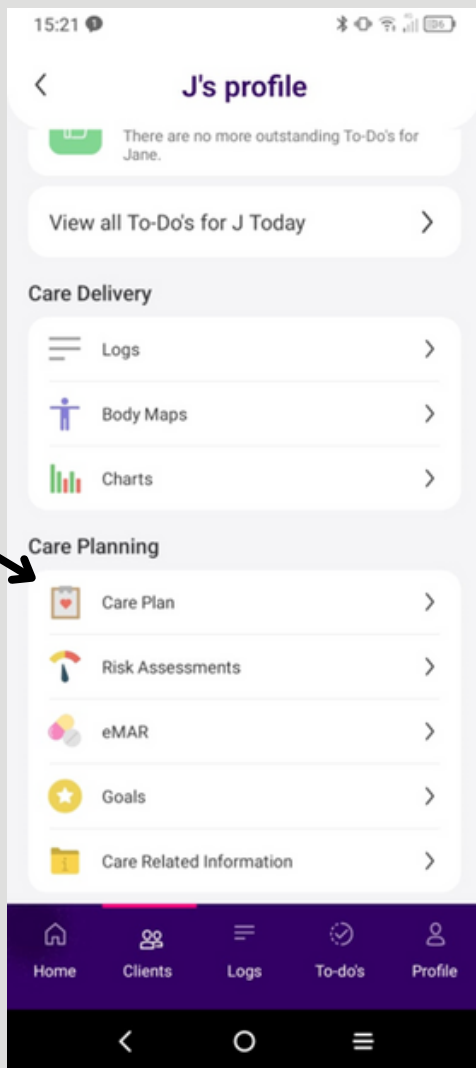 15:21
J's profile
There are no more outstanding To-Do's for
Jane.
View all To-Do's for J Today
Care Delivery
Logs
Body Maps
Charts
Care Planning
Care Plan
Risk Assessments
eMAR
Goals
Care Related Information
Home Clients Logs To-do's Profile